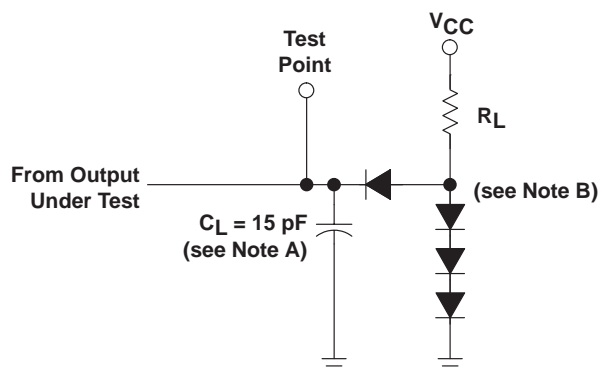 VCC
Test
Point
RL
From Output
Under Test
(see Note B)
CL = 15 pF
(see Note A)